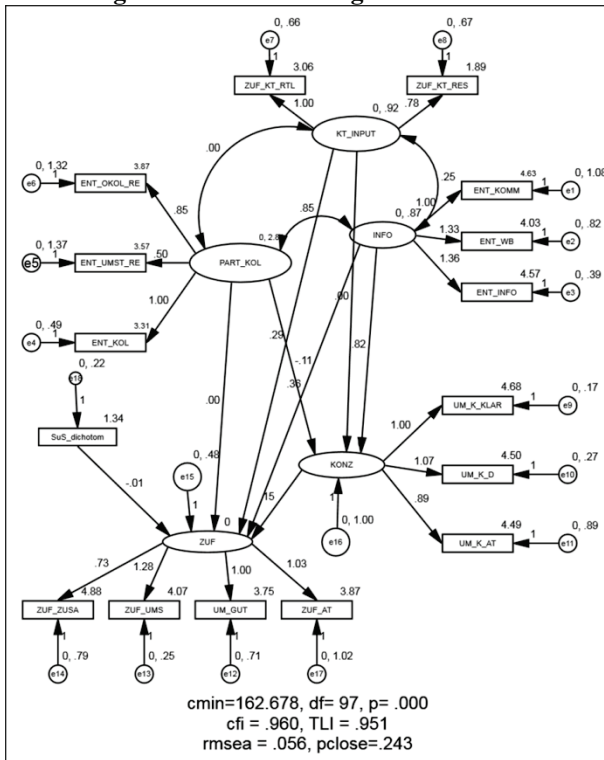 0, .66
0, .67
e7
e8
1
1
3.06
1.89
ZUF_KT_RTL
ZUF_KT_RES
1.00
.78
0, .92
KT_INPUT
.00
0, 1.32
3.87
e6
1
ENT_OKOL_RE
.85
.25
4.63
0, 1.08
1.00
ENT_KOMM
1
e1
.85
0, .87
INFO
1.33
4.03
0, .82
ENT_WB
1
e2
0, 1.37
3.57
e5
1
ENT_UMST_RE
.50
0, 2.8
PART_KOL
1.36
4.57
0, .39
ENT_INFO
1
e3
1.00
0, .49
3.31
e4
1
ENT_KOL
.00
.29
-.11
.82
.36
0, .22
e18
1
1.34
SuS_dichotom
.00
4.68
0, .17
1.00
UM_K_KLAR
1
e9
0, .48
e15
1
KONZ
1.07
4.50
0, .27
UM_K_D
1
e10
-.01
.15
1
.89
4.49
0, .89
UM_K_AT
1
e11
e16
0, 1.00
0
ZUF
.73
1.28
1.00
1.03
4.88
4.07
3.75
3.87
ZUF_ZUSA
ZUF_UMS
UM_GUT
ZUF_AT
1
1
1
1
0, .79
0, .25
0, .71
0, 1.02
e14
e13
e12
e17
cmin=162.678, df= 97, p= .000
cfi = .960, TLI = .951
rmsea = .056, pclose=.243